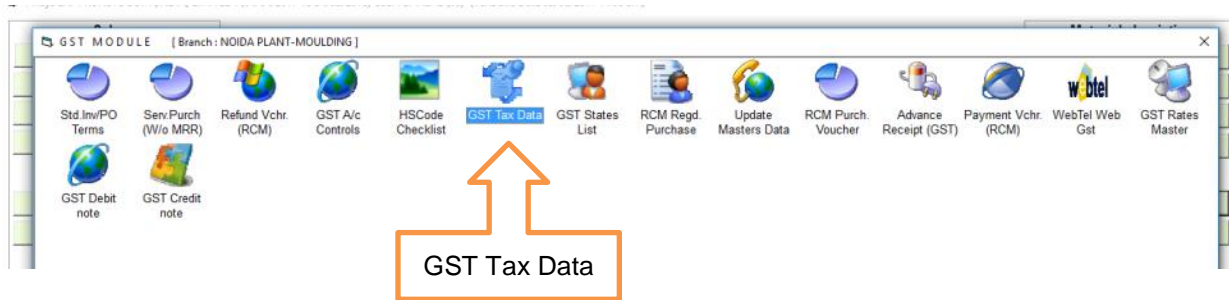 GST MODULE [ Branch : NOIDA PLANT-MOULDING ]
Std.Inv/PO Terms
Serv.Purch (W/o MRR)
Refund Vchr. (RCM)
GST A/c Controls
HSCode Checklist
GST Tax Data
GST States List
RCM Regd. Purchase
Update Masters Data
RCM Purch. Voucher
Advance Receipt (GST)
Payment Vchr. (RCM)
webtel
WebTel Web Gst
GST Rates Master
GST Debit note
GST Credit note
GST Tax Data